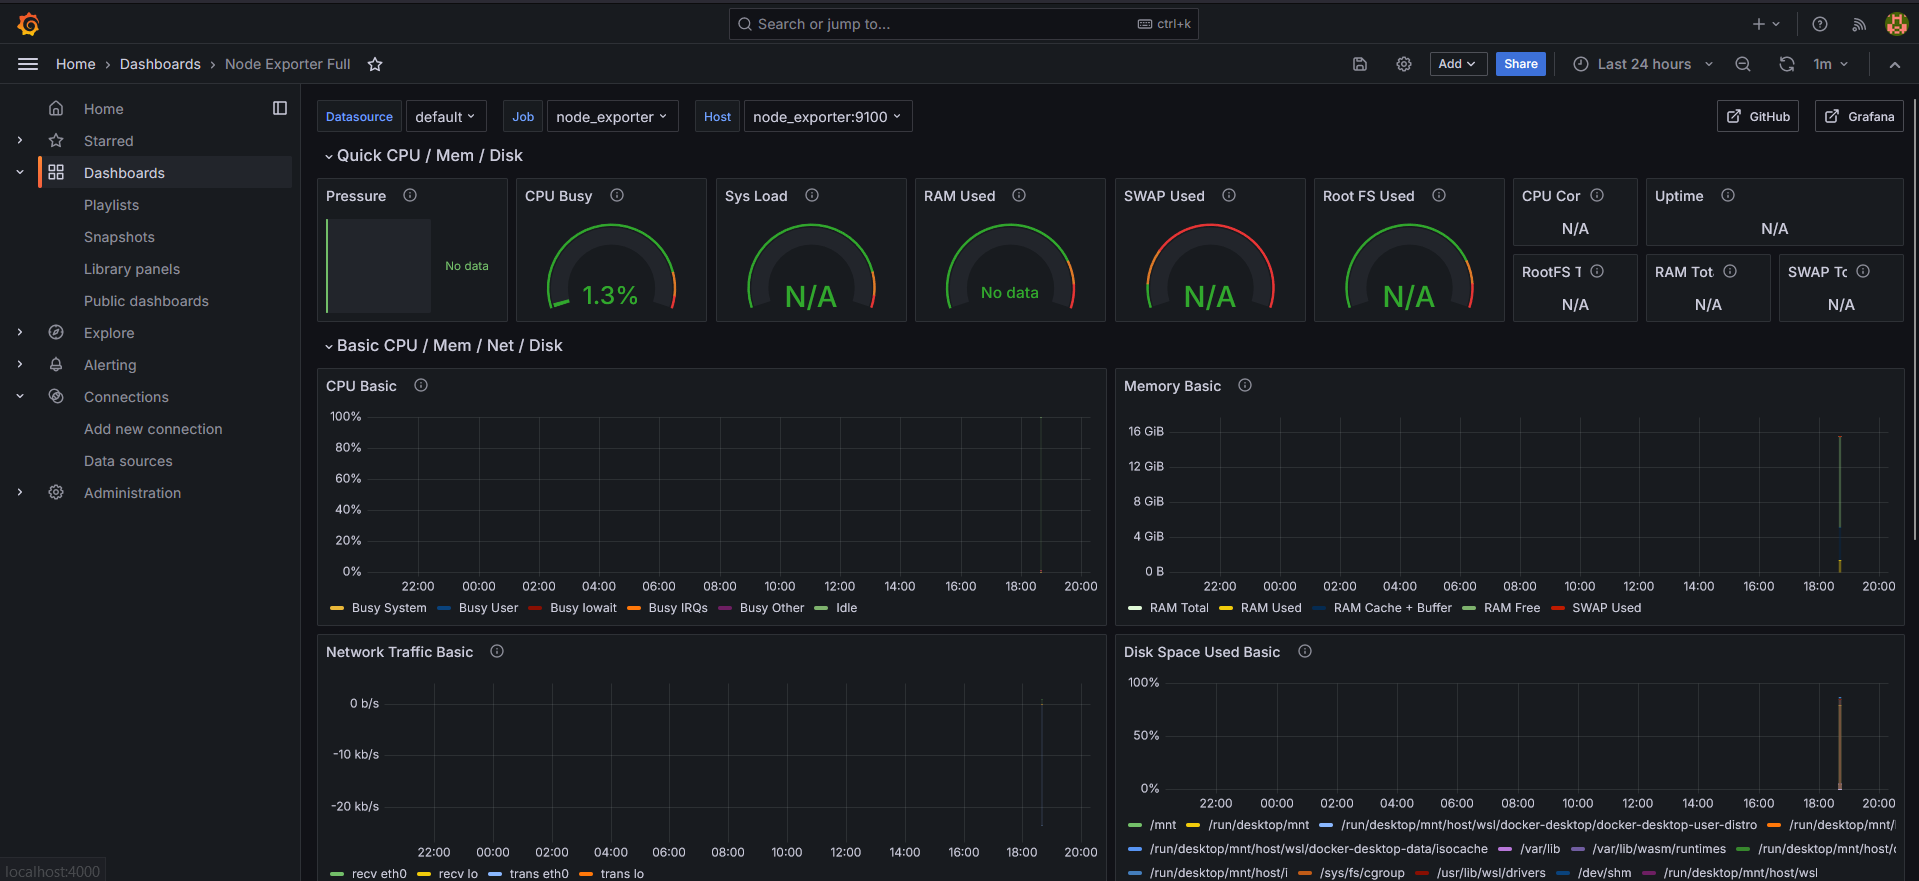 Search or jump to...
ctrl+k
Home › Dashboards › Node Exporter Full
Add
Share
Last 24 hours
1m
Home
Starred
Dashboards
Playlists
Snapshots
Library panels
Public dashboards
Explore
Alerting
Connections
Add new connection
Data sources
Administration
localhost:4000
Datasource default Job node_exporter Host node_exporter:9100 GitHub Grafana
Quick CPU / Mem / Disk
Pressure
No data
CPU Busy
1.3%
Sys Load
N/A
RAM Used
No data
SWAP Used
N/A
Root FS Used
N/A
CPU Cor
N/A
Uptime
N/A
RootFS T
N/A
RAM Tot
N/A
SWAP To
N/A
Basic CPU / Mem / Net / Disk
CPU Basic
100%
80%
60%
40%
20%
0%
22:00 00:00 02:00 04:00 06:00 08:00 10:00 12:00 14:00 16:00 18:00 20:00
Busy System Busy User Busy Iowait Busy IRQs Busy Other Idle
Memory Basic
16 GiB
12 GiB
8 GiB
4 GiB
0 B
22:00 00:00 02:00 04:00 06:00 08:00 10:00 12:00 14:00 16:00 18:00 20:00
RAM Total RAM Used RAM Cache + Buffer RAM Free SWAP Used
Network Traffic Basic
0 b/s
-10 kb/s
-20 kb/s
22:00 00:00 02:00 04:00 06:00 08:00 10:00 12:00 14:00 16:00 18:00 20:00
recv eth0 recv lo trans eth0 trans lo
Disk Space Used Basic
100%
50%
0%
22:00 00:00 02:00 04:00 06:00 08:00 10:00 12:00 14:00 16:00 18:00 20:00
/mnt /run/desktop/mnt /run/desktop/mnt/host/wsl/docker-desktop/docker-desktop-user-distro /run/desktop/mnt/
/run/desktop/mnt/host/wsl/docker-desktop-data/isocache /var/lib /var/lib/wasm/runtimes /run/desktop/mnt/host/
/run/desktop/mnt/host/i /sys/fs/cgroup /usr/lib/wsl/drivers /dev/shm /run/desktop/mnt/host/wsl